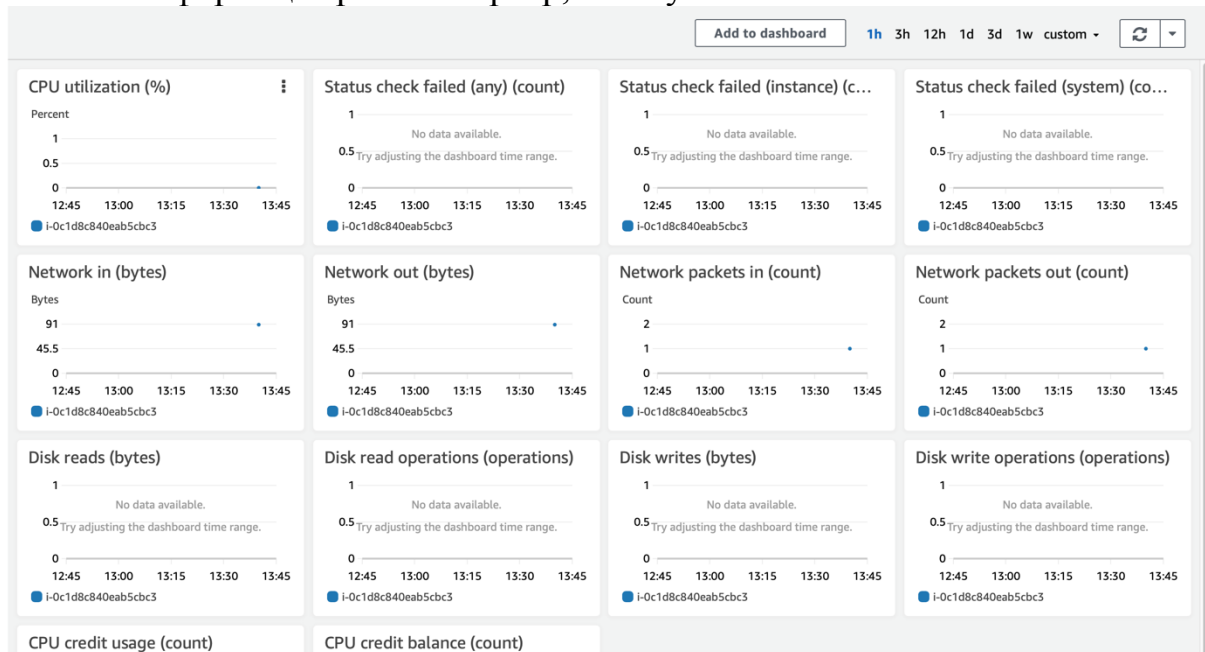 Add to dashboard 1h 3h 12h 1d 3d 1w custom
CPU utilization (%)
Percent
1
0.5
0
12:45 13:00 13:15 13:30 13:45
i-0c1d8c840eab5cbc3
Status check failed (any) (count)
1
No data available.
0.5 Try adjusting the dashboard time range.
0
12:45 13:00 13:15 13:30 13:45
i-0c1d8c840eab5cbc3
Status check failed (instance) (c...
1
No data available.
0.5 Try adjusting the dashboard time range.
0
12:45 13:00 13:15 13:30 13:45
i-0c1d8c840eab5cbc3
Status check failed (system) (co...
1
No data available.
0.5 Try adjusting the dashboard time range.
0
12:45 13:00 13:15 13:30 13:45
i-0c1d8c840eab5cbc3
Network in (bytes)
Bytes
91
45.5
0
12:45 13:00 13:15 13:30 13:45
i-0c1d8c840eab5cbc3
Network out (bytes)
Bytes
91
45.5
0
12:45 13:00 13:15 13:30 13:45
i-0c1d8c840eab5cbc3
Network packets in (count)
Count
2
1
0
12:45 13:00 13:15 13:30 13:45
i-0c1d8c840eab5cbc3
Network packets out (count)
Count
2
1
0
12:45 13:00 13:15 13:30 13:45
i-0c1d8c840eab5cbc3
Disk reads (bytes)
1
No data available.
0.5 Try adjusting the dashboard time range.
0
12:45 13:00 13:15 13:30 13:45
i-0c1d8c840eab5cbc3
Disk read operations (operations)
1
No data available.
0.5 Try adjusting the dashboard time range.
0
12:45 13:00 13:15 13:30 13:45
i-0c1d8c840eab5cbc3
Disk writes (bytes)
1
No data available.
0.5 Try adjusting the dashboard time range.
0
12:45 13:00 13:15 13:30 13:45
i-0c1d8c840eab5cbc3
Disk write operations (operations)
1
No data available.
0.5 Try adjusting the dashboard time range.
0
12:45 13:00 13:15 13:30 13:45
i-0c1d8c840eab5cbc3
CPU credit usage (count)
CPU credit balance (count)